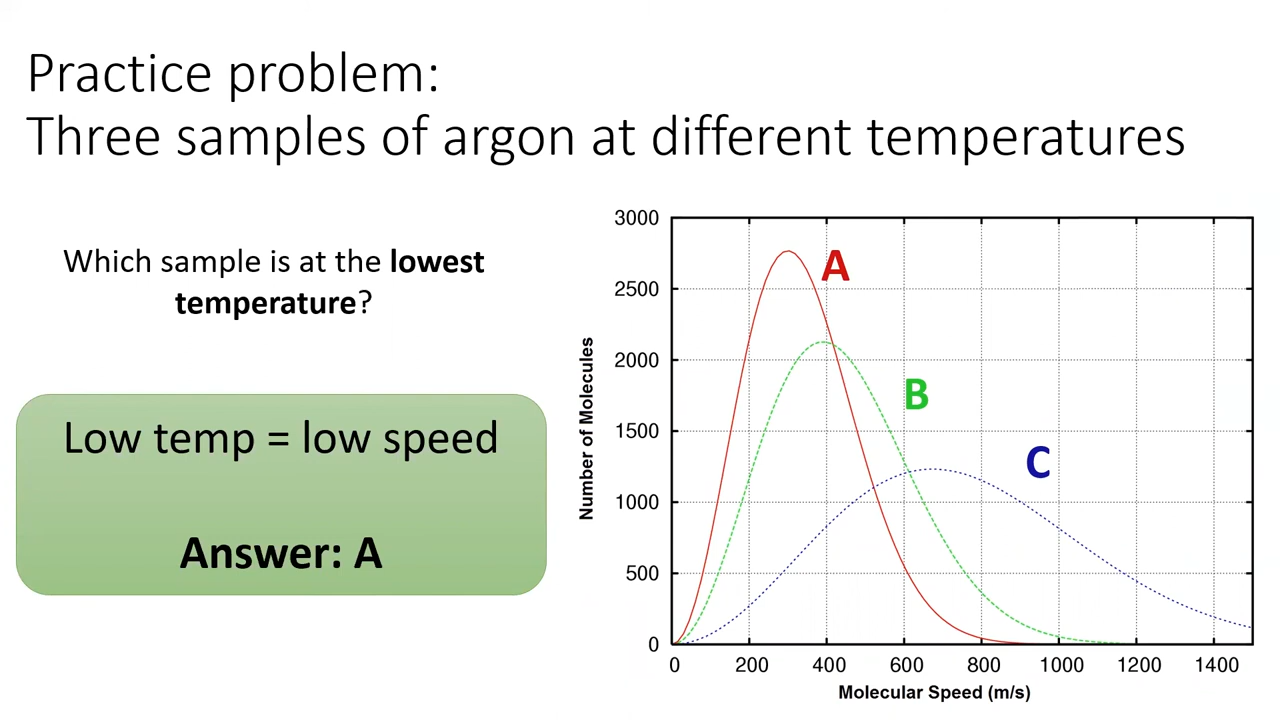 Practice problem:
Three samples of argon at different temperatures
Which sample is at the lowest
temperature?
Low temp = low speed
Answer: A
3000
2500
2000
1500
1000
500
0
Number of Molecules
A
B
C
0 200 400 600 800 1000 1200 1400
Molecular Speed (m/s)